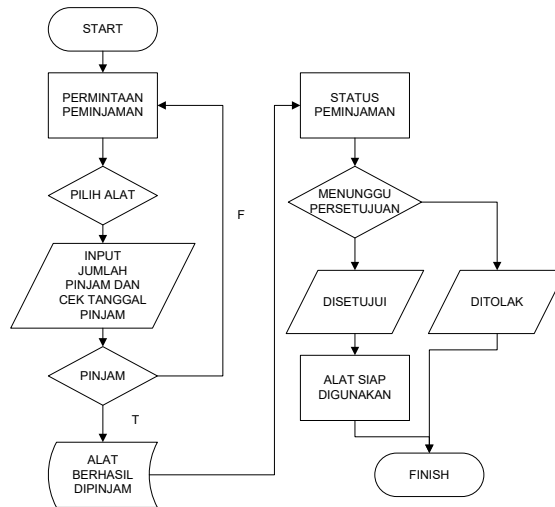 START
PERMINTAAN
PEMINJAMAN
PILIH ALAT
INPUT
JUMLAH
PINJAM DAN
CEK TANGGAL
PINJAM
PINJAM
F
T
ALAT
BERHASIL
DIPINJAM
STATUS
PEMINJAMAN
MENUNGGU
PERSETUJUAN
DISETUJUI
DITOLAK
ALAT SIAP
DIGUNAKAN
FINISH